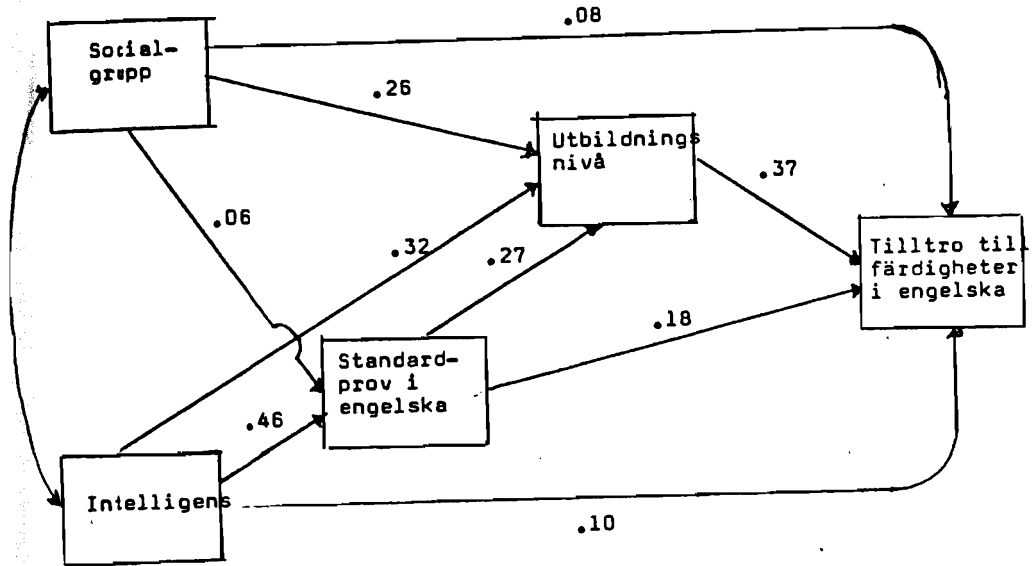 .08
Social-
grupp
.26
Utbildnings
nivå
.37
.06
.32
.27
Tilltro till
färdigheter
i engelska
.18
Standard-
prov i
engelska
.46
Intelligens
.10